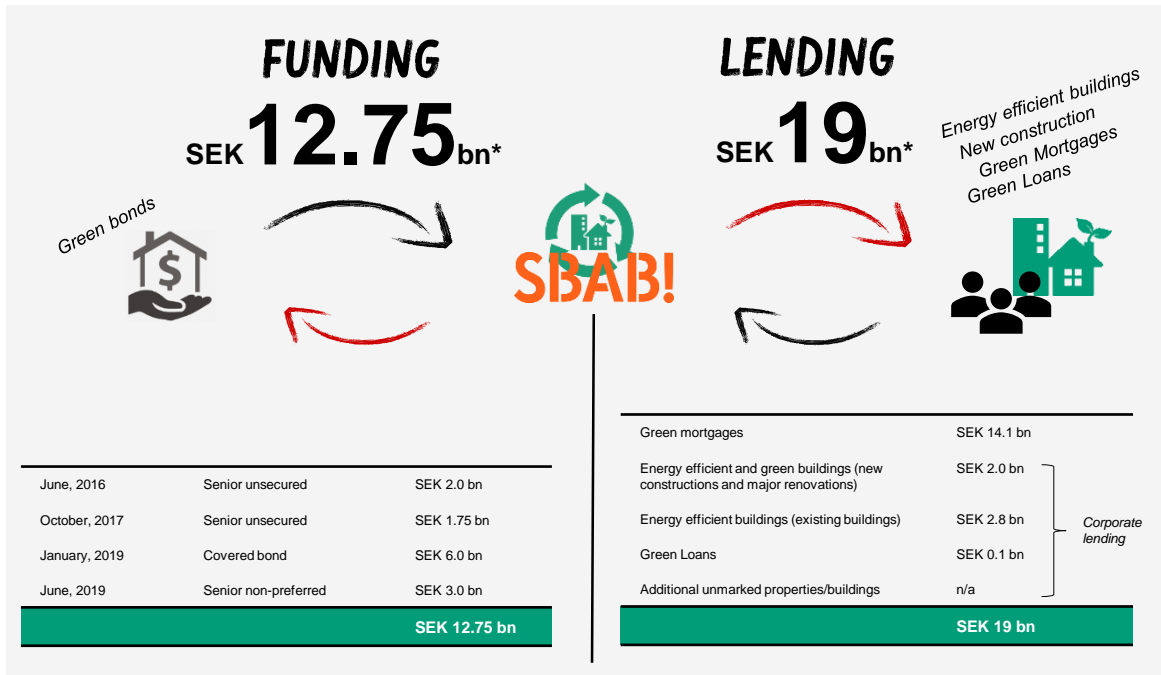 FUNDING
SEK 12.75 bn*
Green bonds
$
LENDING
SEK 19 bn*
Energy efficient buildings
New construction
Green Mortgages
Green Loans
SBAB!
June, 2016 Senior unsecured SEK 2.0 bn
October, 2017 Senior unsecured SEK 1.75 bn
January, 2019 Covered bond SEK 6.0 bn
June, 2019 Senior non-preferred SEK 3.0 bn
SEK 12.75 bn
Green mortgages SEK 14.1 bn
Energy efficient and green buildings (new SEK 2.0 bn
constructions and major renovations)
Energy efficient buildings (existing buildings) SEK 2.8 bn
Green Loans SEK 0.1 bn
Additional unmarked properties/buildings n/a
Corporate
lending
SEK 19 bn